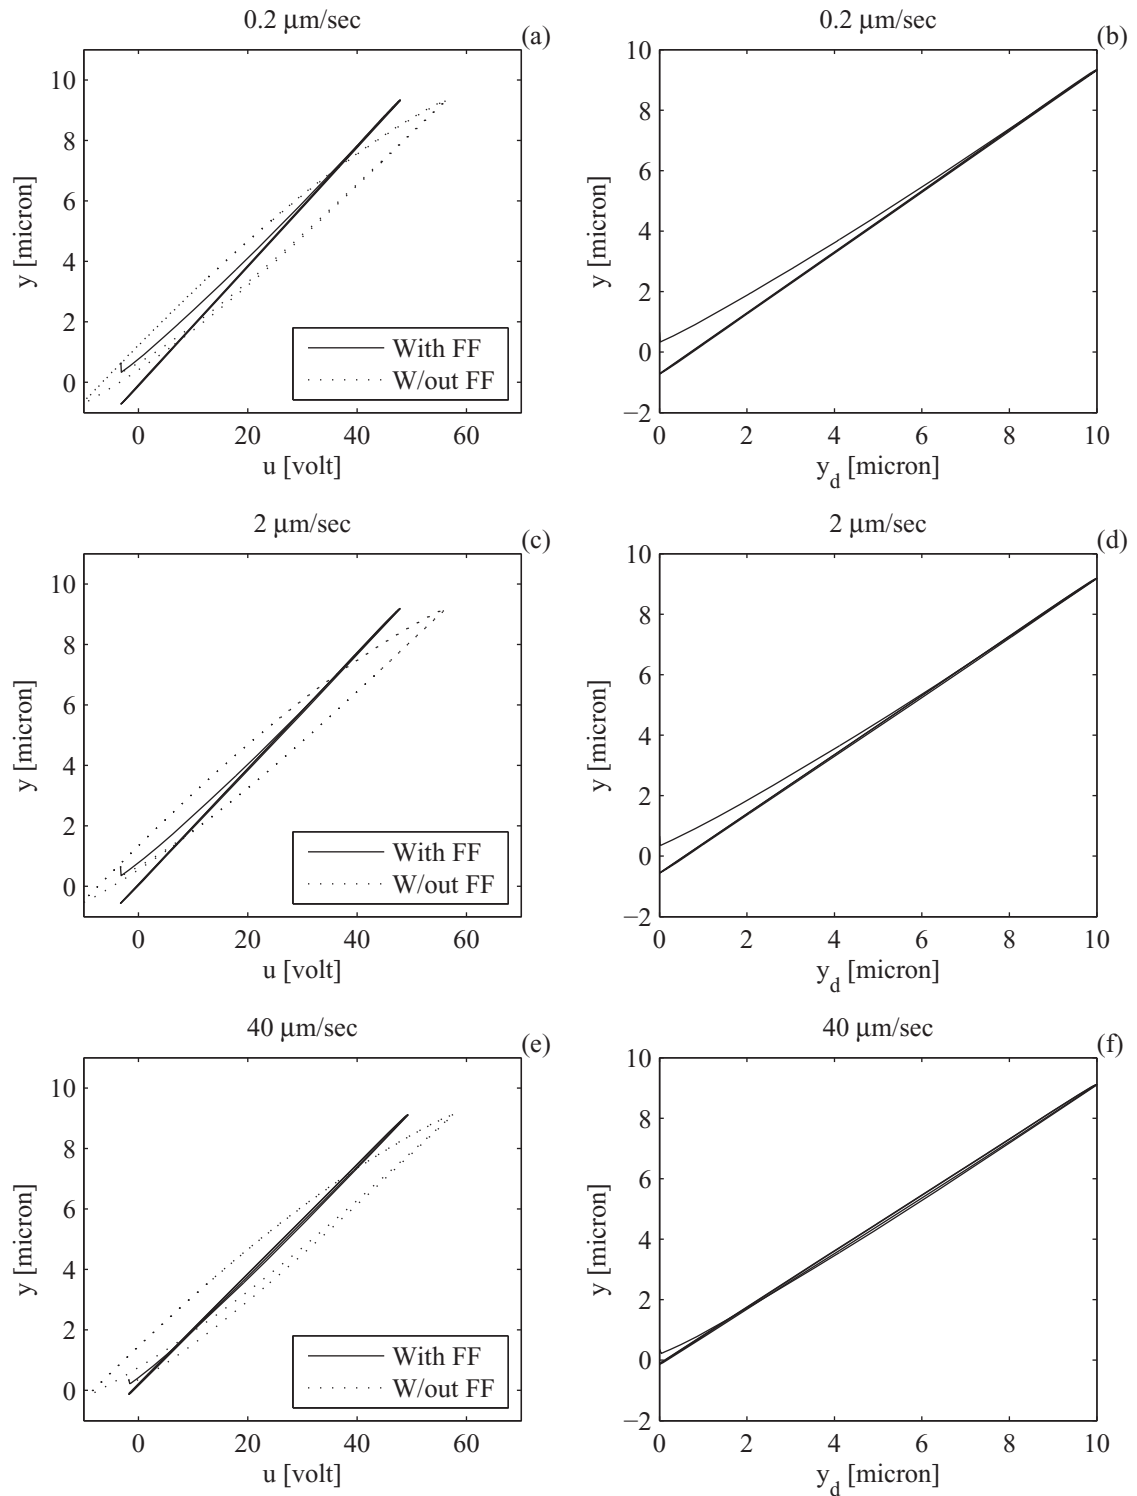 0.2 μm/sec
(a)
y [micron]
10
8
6
4
2
0
0
20
40
60
u [volt]
With FF
W/out FF
0.2 μm/sec
(b)
y [micron]
10
8
6
4
2
0
−2
0
2
4
6
8
10
y_d [micron]
2 μm/sec
(c)
y [micron]
10
8
6
4
2
0
0
20
40
60
u [volt]
With FF
W/out FF
2 μm/sec
(d)
y [micron]
10
8
6
4
2
0
−2
0
2
4
6
8
10
y_d [micron]
40 μm/sec
(e)
y [micron]
10
8
6
4
2
0
0
20
40
60
u [volt]
With FF
W/out FF
40 μm/sec
(f)
y [micron]
10
8
6
4
2
0
−2
0
2
4
6
8
10
y_d [micron]